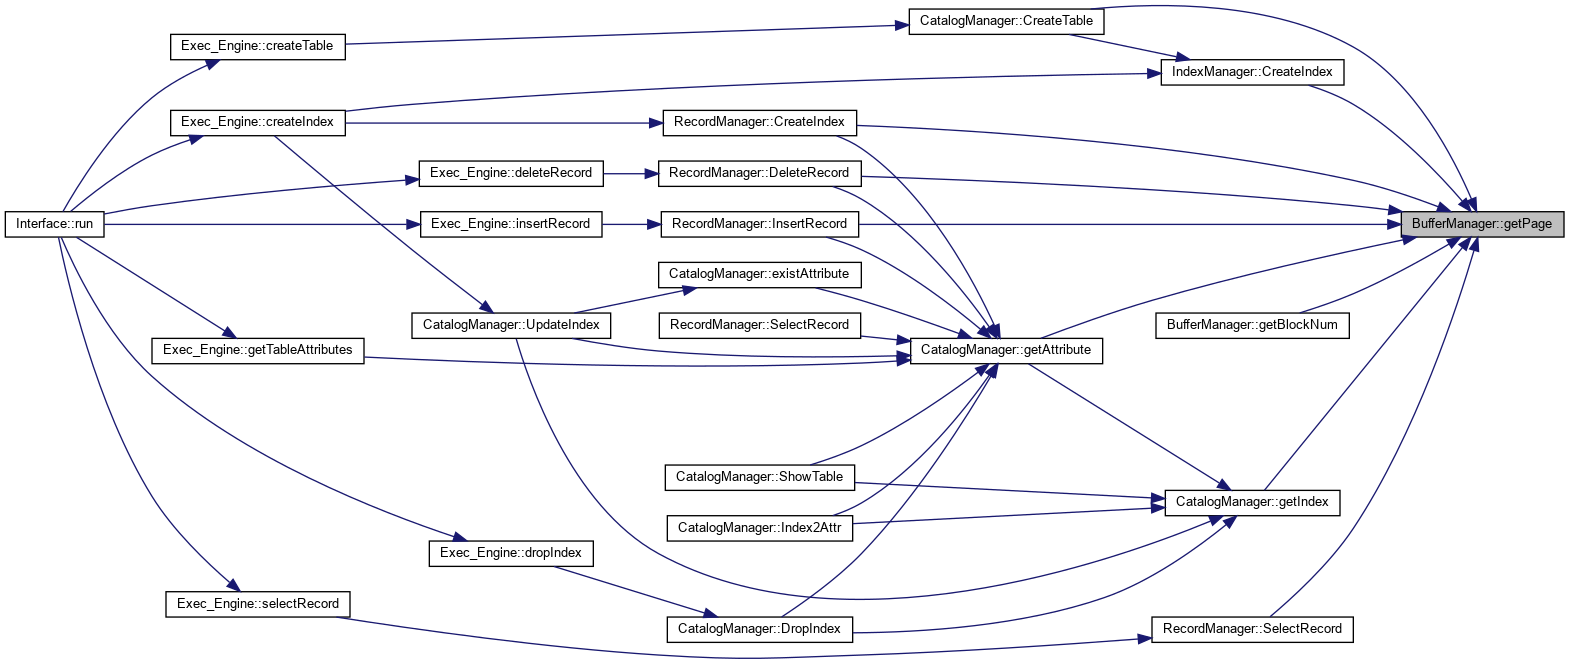 CatalogManager::CreateTable
Exec_Engine::createTable
IndexManager::CreateIndex
Exec_Engine::createIndex
RecordManager::CreateIndex
Exec_Engine::deleteRecord
RecordManager::DeleteRecord
Interface::run
Exec_Engine::insertRecord
RecordManager::InsertRecord
BufferManager::getPage
CatalogManager::existAttribute
CatalogManager::UpdateIndex
RecordManager::SelectRecord
BufferManager::getBlockNum
Exec_Engine::getTableAttributes
CatalogManager::getAttribute
CatalogManager::ShowTable
CatalogManager::getIndex
CatalogManager::Index2Attr
Exec_Engine::dropIndex
Exec_Engine::selectRecord
CatalogManager::DropIndex
RecordManager::SelectRecord